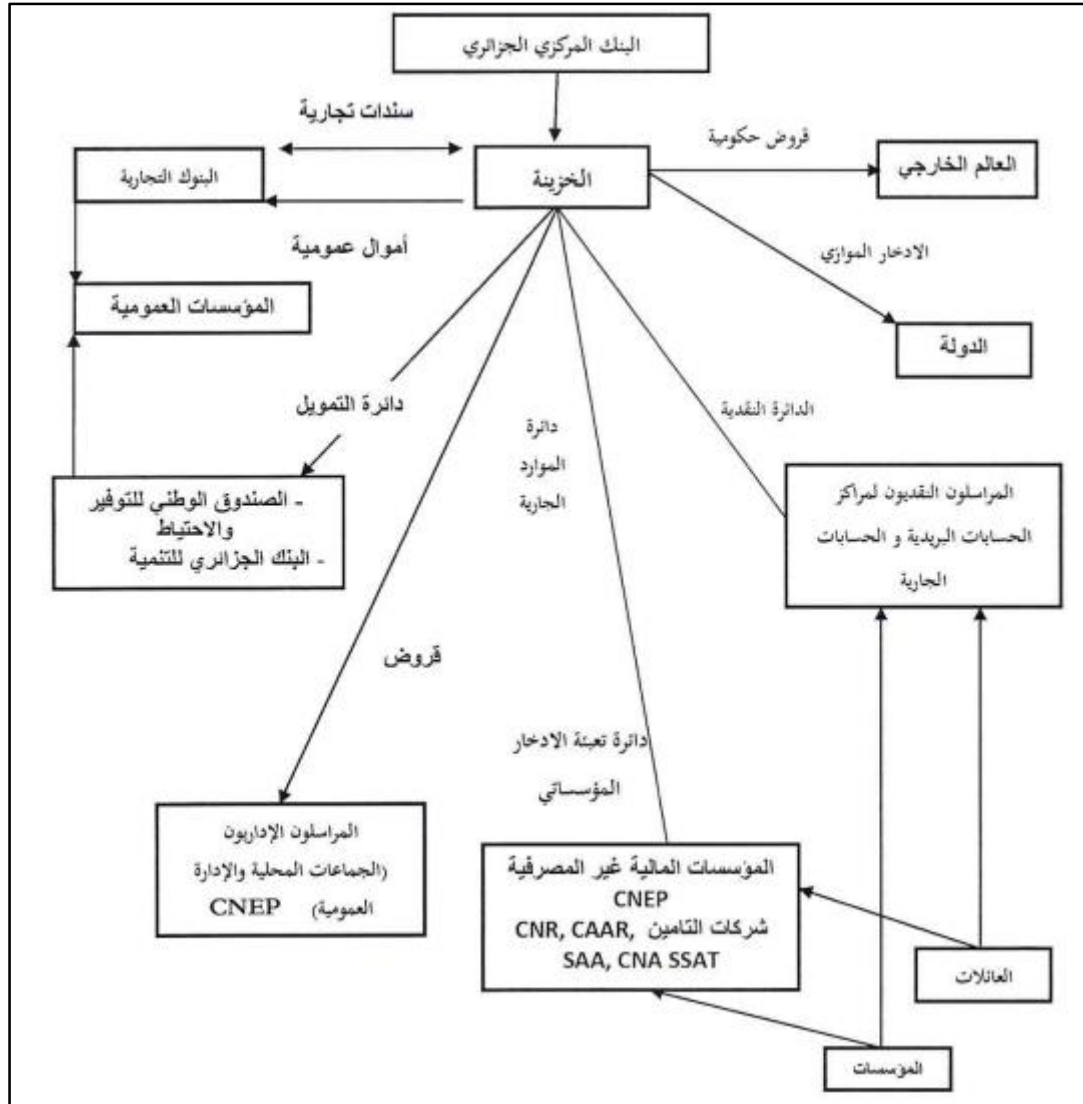 البنك المركزي الجزائري
سندات تجارية
قروض حكومية
العالم الخارجي
البنوك التجارية
الخزينة
أموال عمومية
الادخار الموازي
المؤسسات العمومية
الدولة
دائرة التمويل
الدائرة النقدية
دائرة
الموارد
الجارية
- الصندوق الوطني للتوفير
والاحتياط
- البنك الجزائري للتنمية
المراسلون النقديون لمراكز
الحسابات البريدية و الحسابات
الجارية
قروض
دائرة تعبئة الادخار
المؤسساتي
المراسلون الإداريون
(الجماعات المحلية والإدارة
العمومية) CNEP
المؤسسات المالية غير المصرفية
CNEP
شركات التامين CNR, CAAR,
SAA, CNA SSAT
العائلات
المؤسسات